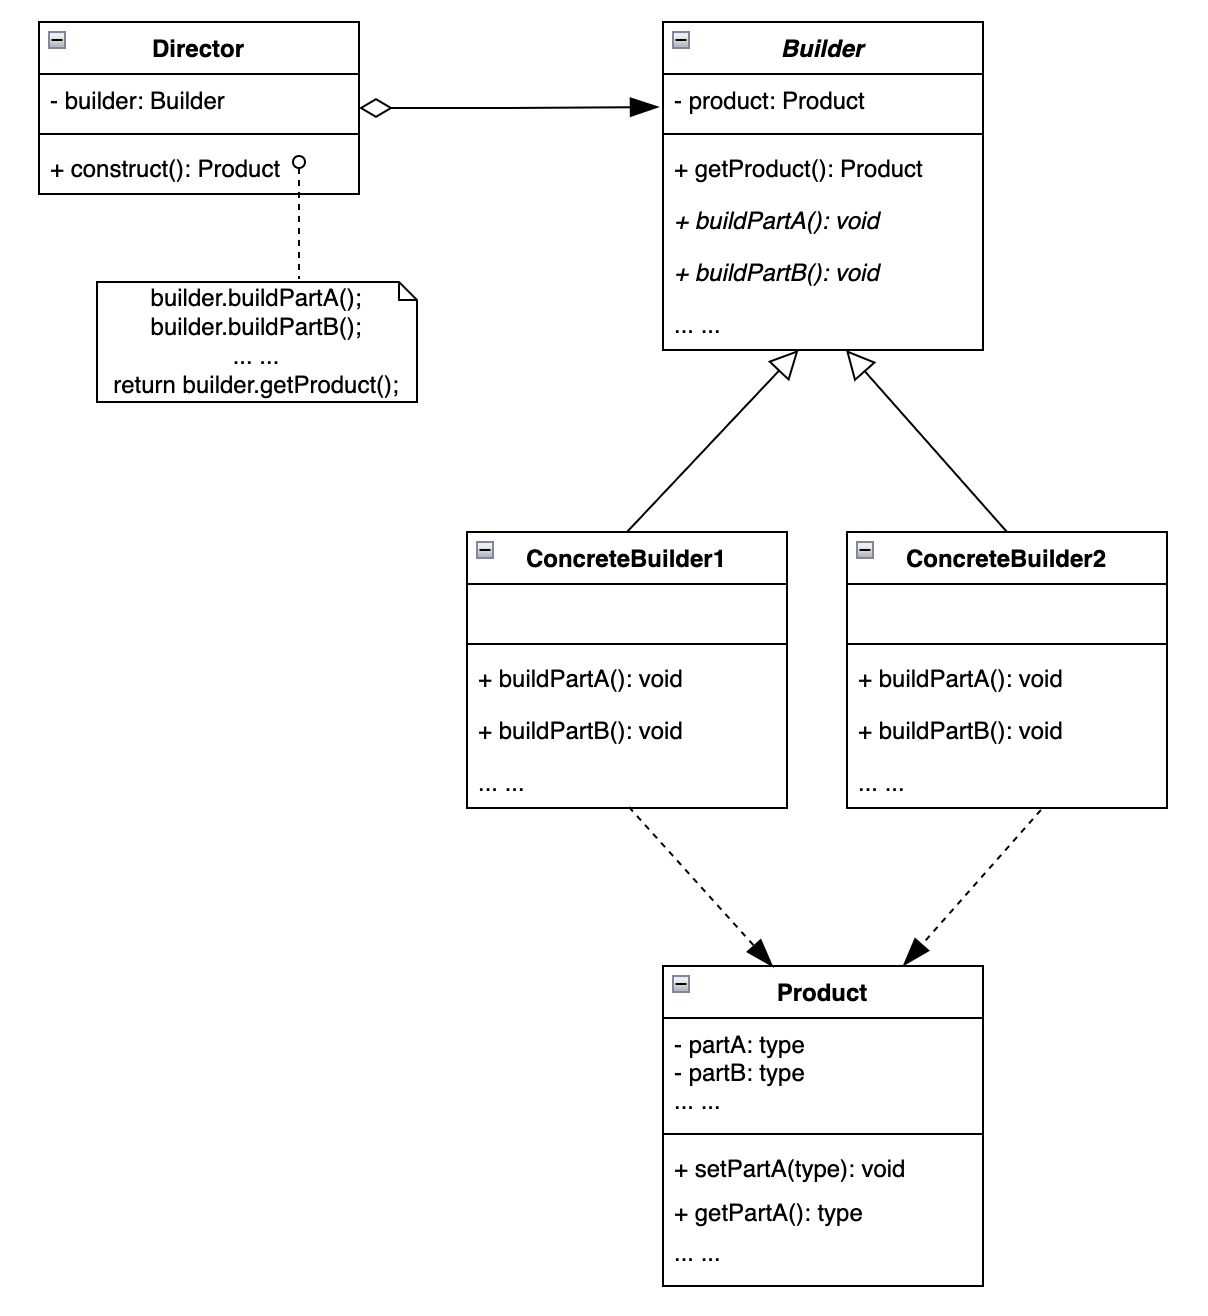 Director
- builder: Builder
+ construct(): Product
builder.buildPartA();
builder.buildPartB();
... ...
return builder.getProduct();
Builder
- product: Product
+ getProduct(): Product
+ buildPartA(): void
+ buildPartB(): void
... ...
ConcreteBuilder1
+ buildPartA(): void
+ buildPartB(): void
... ...
ConcreteBuilder2
+ buildPartA(): void
+ buildPartB(): void
... ...
Product
- partA: type
- partB: type
... ...
+ setPartA(type): void
+ getPartA(): type
... ...